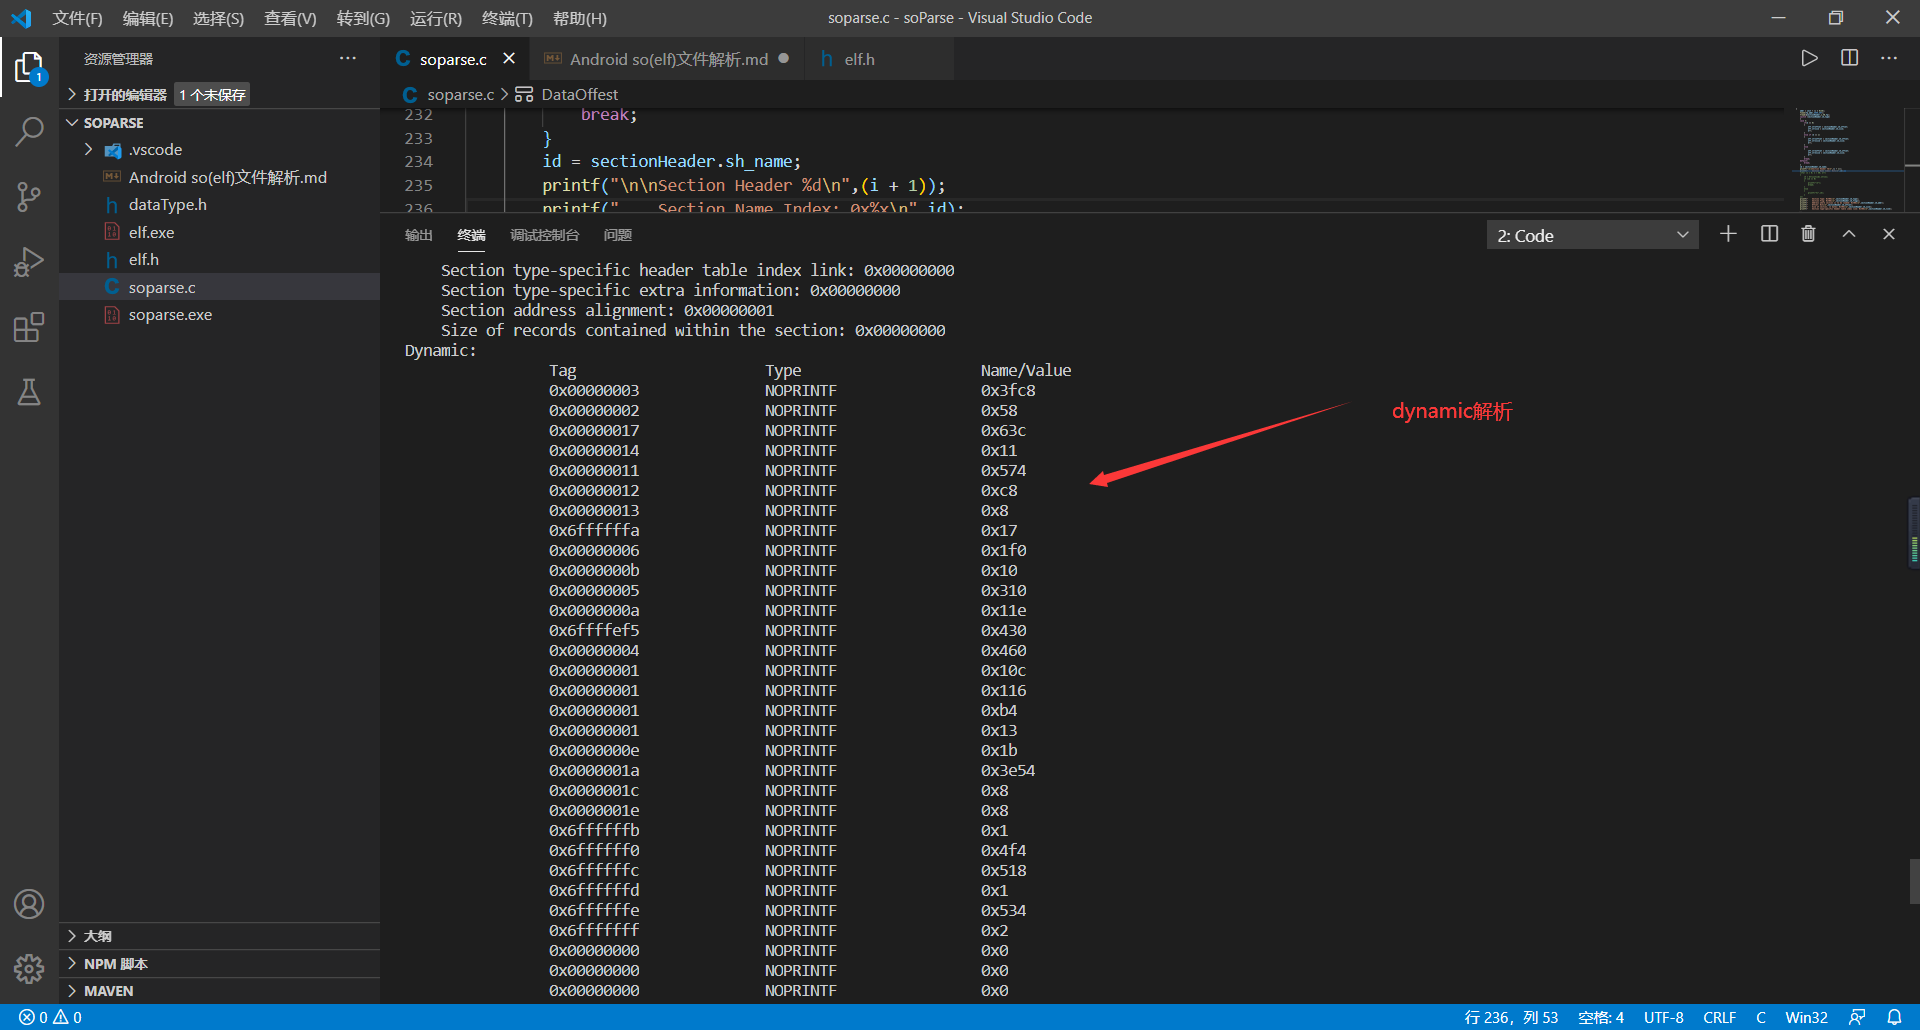 文件(F) 编辑(E) 选择(S) 查看(V) 转到(G) 运行(R) 终端(T) 帮助(H) soparse.c - soParse - Visual Studio Code
资源管理器
1
打开的编辑器 1 个未保存
SOPARSE
.vscode
Android so(elf)文件解析.md
dataType.h
elf.exe
elf.h
soparse.c
soparse.exe
大纲
NPM 脚本
MAVEN
soparse.c Android so(elf)文件解析.md elf.h
soparse.c > DataOffest
232 break;
233 }
234 id = sectionHeader.sh_name;
235 printf("\n\nSection Header %d\n",(i + 1));
236 printf("    Section Name Index: 0x%x\n",id);
输出 终端 调试控制台 问题 2: Code
Section type-specific header table index link: 0x00000000
Section type-specific extra information: 0x00000000
Section address alignment: 0x00000001
Size of records contained within the section: 0x00000000
Dynamic:
Tag Type Name/Value
0x00000003 NOPRINTF 0x3fc8
0x00000002 NOPRINTF 0x58
0x00000017 NOPRINTF 0x63c
0x00000014 NOPRINTF 0x11
0x00000011 NOPRINTF 0x574
0x00000012 NOPRINTF 0xc8
0x00000013 NOPRINTF 0x8
0x6ffffffa NOPRINTF 0x17
0x00000006 NOPRINTF 0x1f0
0x0000000b NOPRINTF 0x10
0x00000005 NOPRINTF 0x310
0x0000000a NOPRINTF 0x11e
0x6ffffef5 NOPRINTF 0x430
0x00000004 NOPRINTF 0x460
0x00000001 NOPRINTF 0x10c
0x00000001 NOPRINTF 0x116
0x00000001 NOPRINTF 0xb4
0x00000001 NOPRINTF 0x13
0x0000000e NOPRINTF 0x1b
0x0000001a NOPRINTF 0x3e54
0x0000001c NOPRINTF 0x8
0x0000001e NOPRINTF 0x8
0x6ffffffb NOPRINTF 0x1
0x6ffffff0 NOPRINTF 0x4f4
0x6ffffffc NOPRINTF 0x518
0x6ffffffd NOPRINTF 0x1
0x6ffffffe NOPRINTF 0x534
0x6fffffff NOPRINTF 0x2
0x00000000 NOPRINTF 0x0
0x00000000 NOPRINTF 0x0
0x00000000 NOPRINTF 0x0
dynamic解析
0 0 行 236，列 53 空格: 4 UTF-8 CRLF C Win32